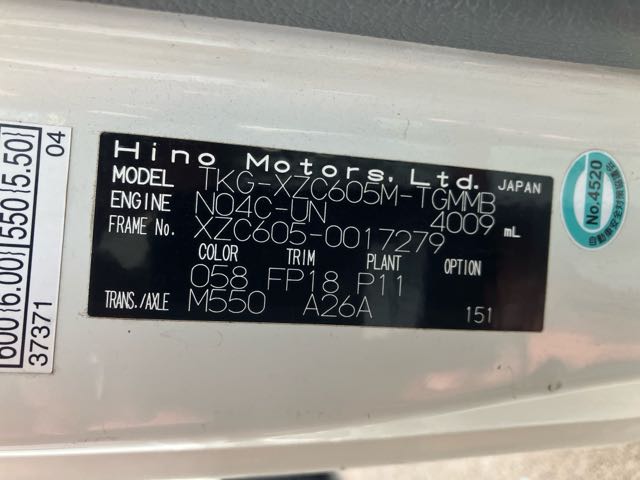 Hino Motors, Ltd. JAPAN
MODEL TKG-XZC605M-TGMMB
ENGINE N04C-UN 4009 mL
FRAME No. XZC605-0017279
COLOR TRIM PLANT OPTION
058 FP18 P11
TRANS./AXLE M550 A26A 151
600(6.00) 550(5.50)
37371 04
No.4520